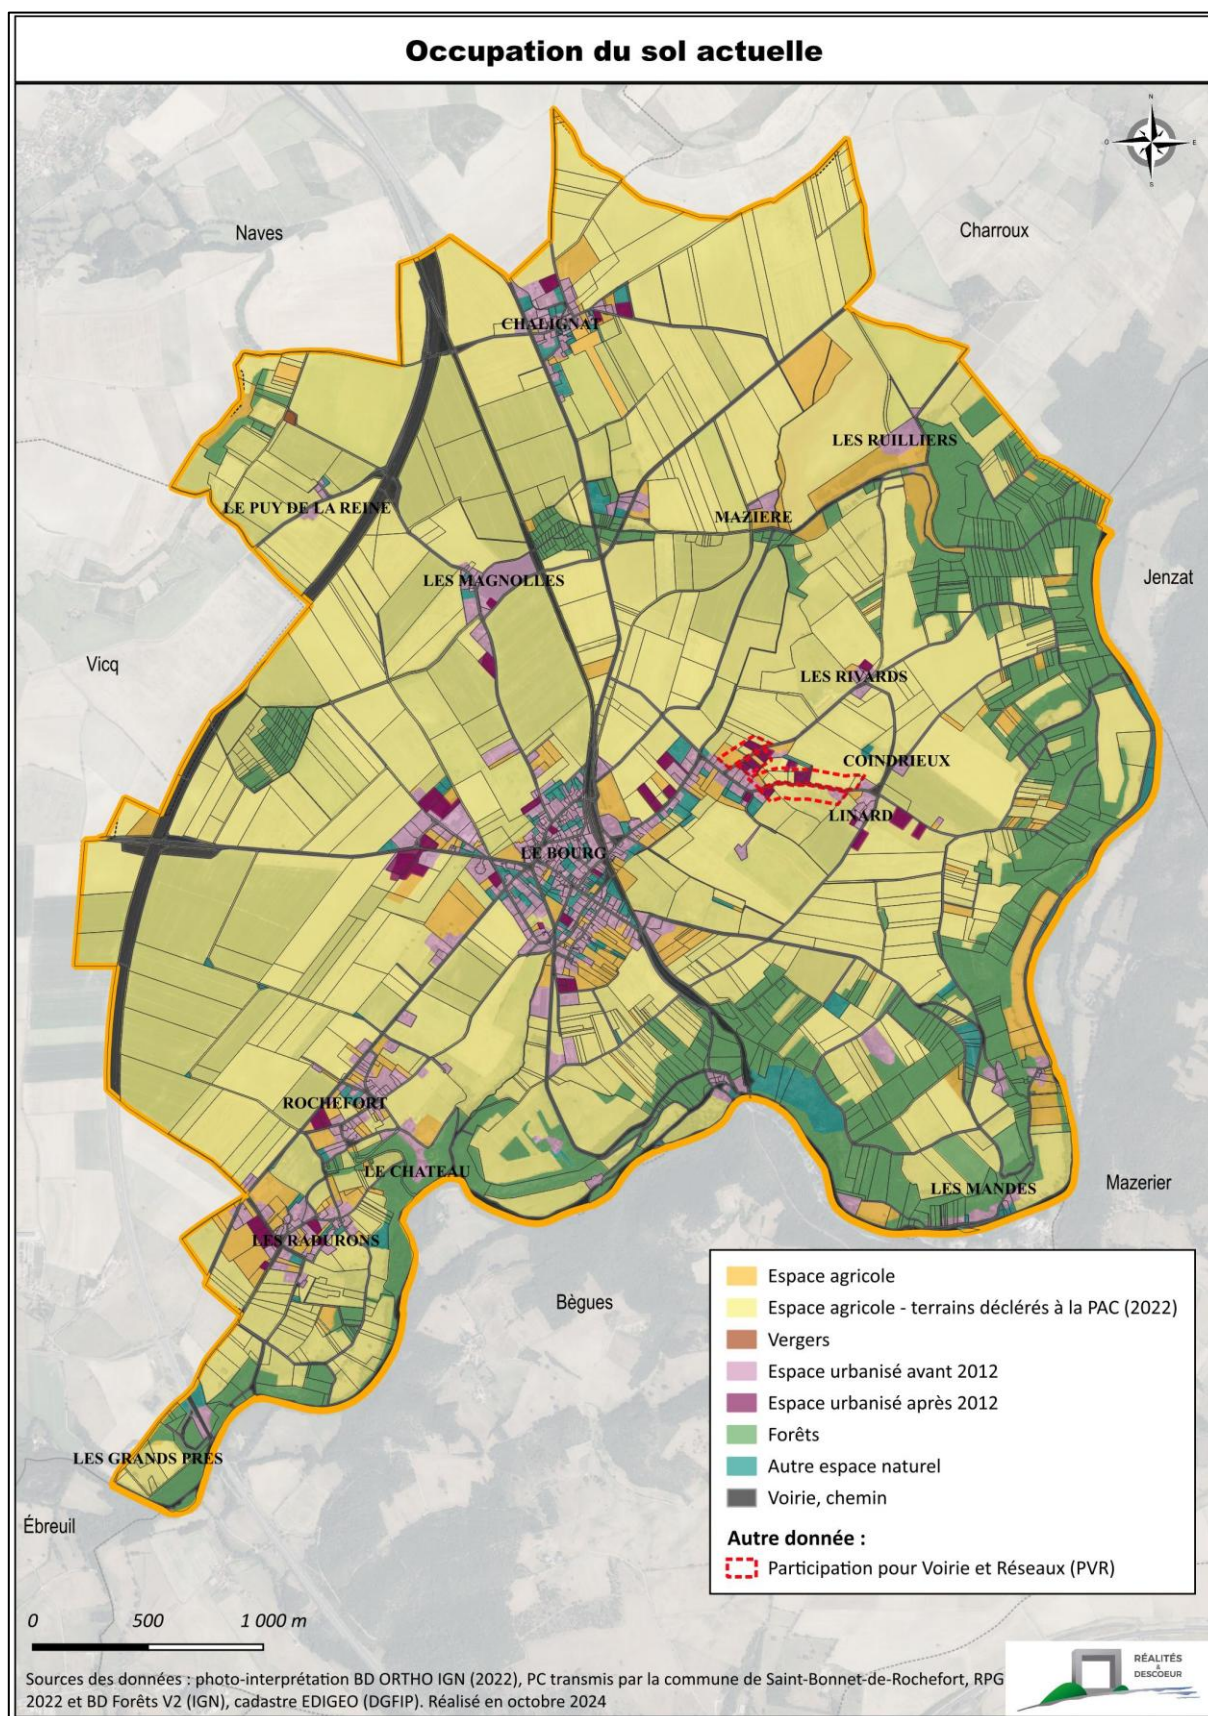 Occupation du sol actuelle
N
O
E
S
Naves
Charroux
CHALIGNAT
LES RUILLIERS
LE PUY DE LA REINE
MAZIERE
LES MAGNOLLES
Jenzat
Vicq
LES RIVARDS
COINDRIEUX
LINARD
LE BOURG
ROCHEFORT
LE CHATEAU
LES MANDES
Mazerier
LES RADURONS
Bègues
LES GRANDS PRES
Ébreuil
Espace agricole
Espace agricole - terrains déclérés à la PAC (2022)
Vergers
Espace urbanisé avant 2012
Espace urbanisé après 2012
Forêts
Autre espace naturel
Voirie, chemin
Autre donnée :
Participation pour Voirie et Réseaux (PVR)
0 500 1 000 m
Sources des données : photo-interprétation BD ORTHO IGN (2022), PC transmis par la commune de Saint-Bonnet-de-Rochefort, RPG
2022 et BD Forêts V2 (IGN), cadastre EDIGEO (DGFIP). Réalisé en octobre 2024
RÉALITÉS
&
DESCOEUR